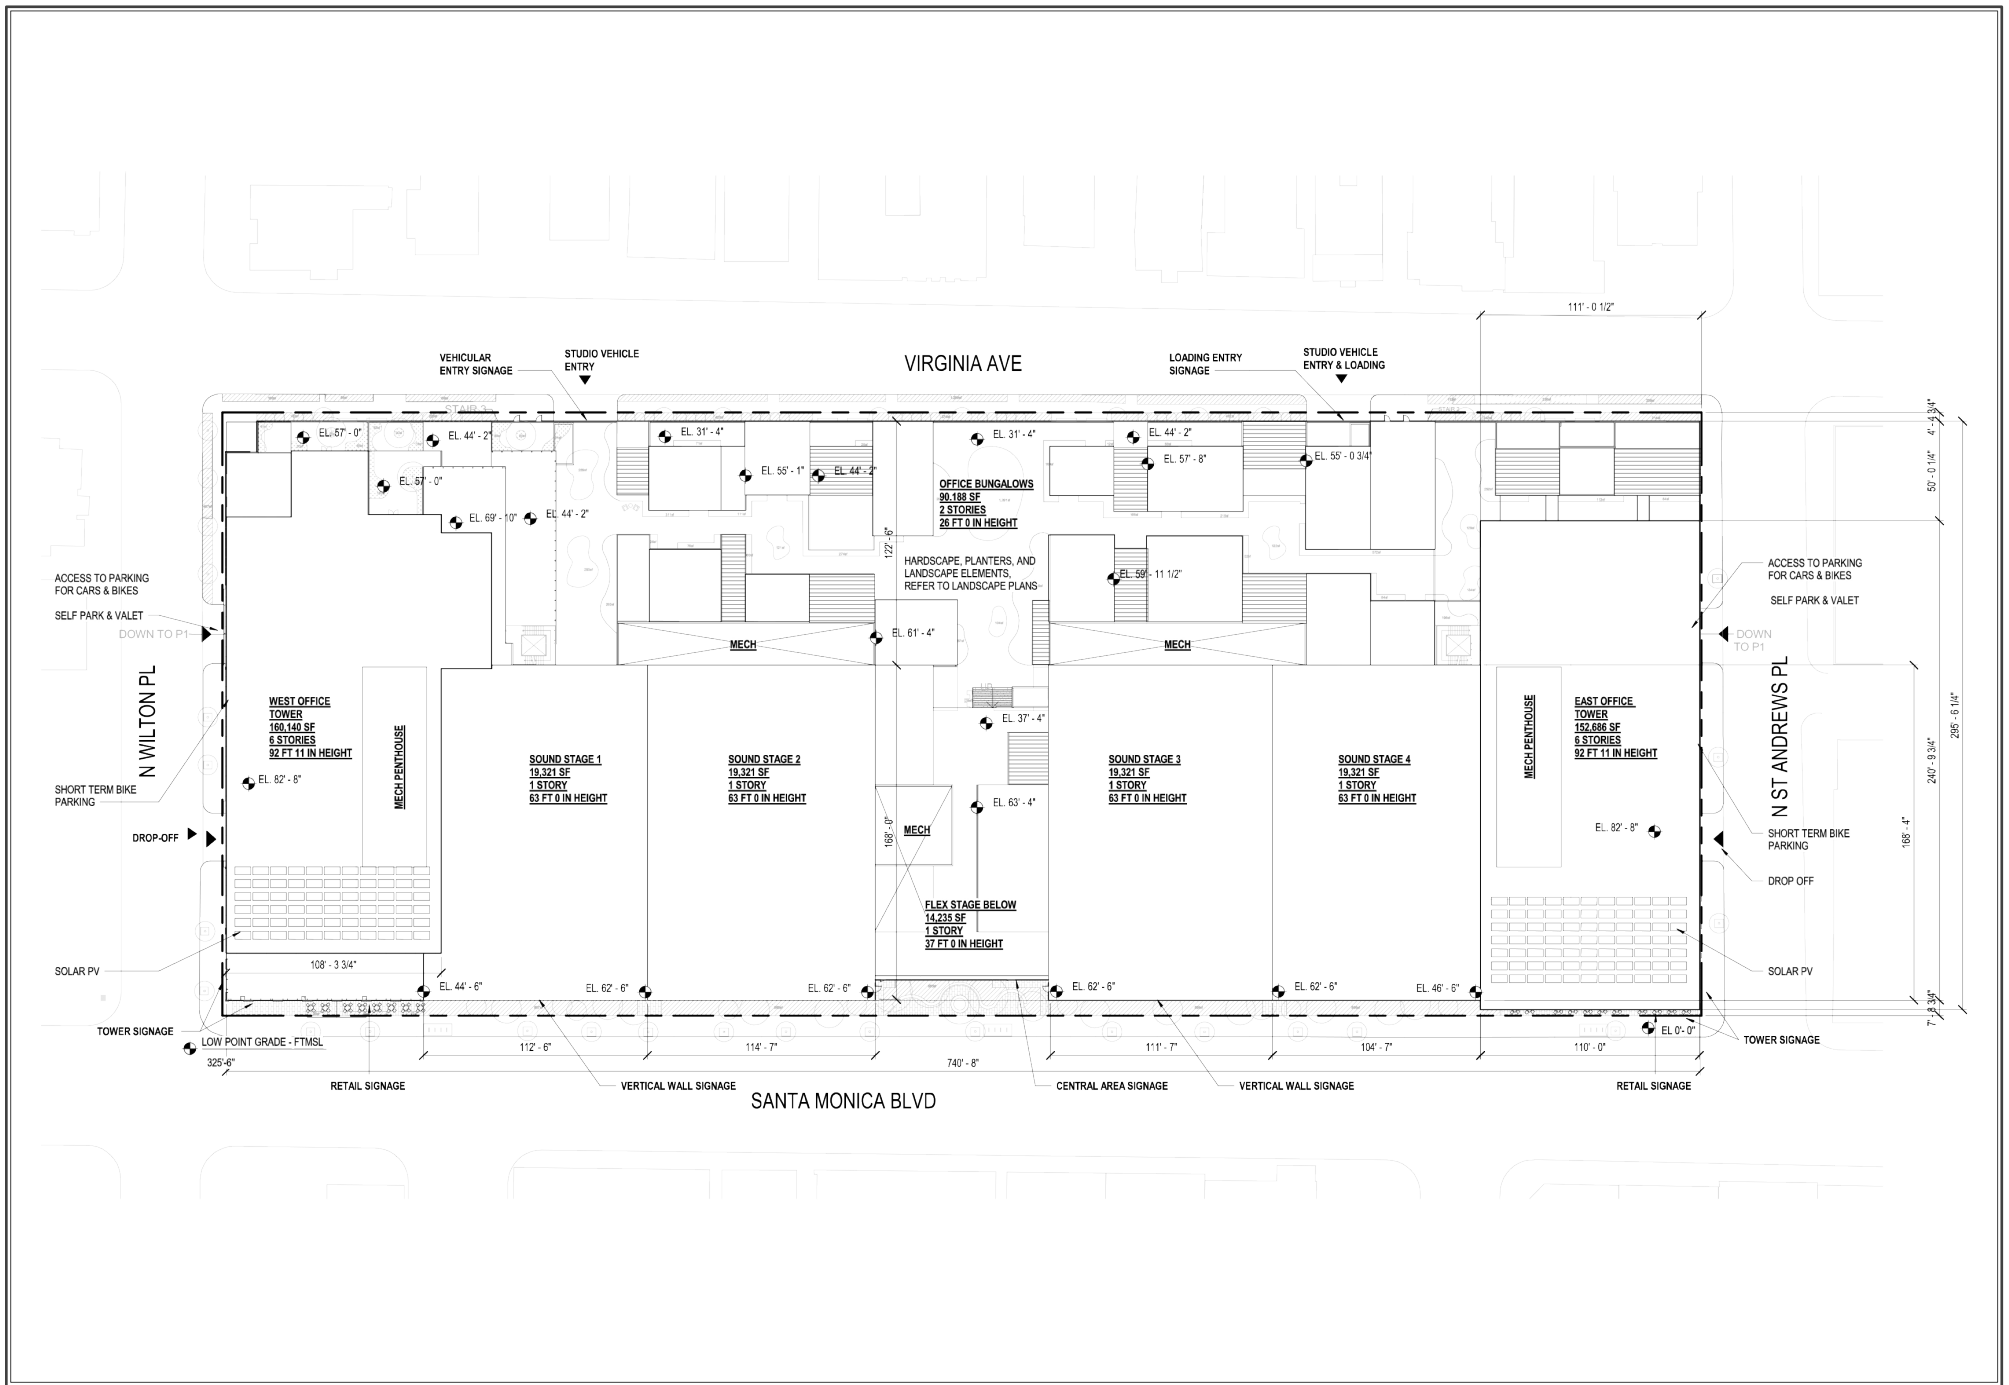 111' - 0 1/2"
VEHICULAR
ENTRY SIGNAGE
STUDIO VEHICLE
ENTRY
VIRGINIA AVE
LOADING ENTRY
SIGNAGE
STUDIO VEHICLE
ENTRY & LOADING
STAIR 3
4' - 4 3/4"
EL. 57' - 0"
EL. 44' - 2"
EL. 31' - 4"
EL. 31' - 4"
EL. 44' - 2"
EL. 57' - 8"
EL. 55' - 0 3/4"
EL. 55' - 1"
EL. 44' - 2"
EL. 57' - 0"
EL. 69' - 10"
EL. 44' - 2"
50' - 0 1/4"
OFFICE BUNGALOWS
90.188 SF
2 STORIES
26 FT 0 IN HEIGHT
122' - 6"
HARDSCAPE, PLANTERS, AND
LANDSCAPE ELEMENTS,
REFER TO LANDSCAPE PLANS
EL. 59' - 11 1/2"
ACCESS TO PARKING
FOR CARS & BIKES
SELF PARK & VALET
DOWN TO P1
ACCESS TO PARKING
FOR CARS & BIKES
SELF PARK & VALET
DOWN
TO P1
MECH
EL. 61' - 4"
MECH
N WILTON PL
WEST OFFICE
TOWER
160,140 SF
6 STORIES
92 FT 11 IN HEIGHT
EL. 82' - 8"
MECH PENTHOUSE
SOUND STAGE 1
19,321 SF
1 STORY
63 FT 0 IN HEIGHT
SOUND STAGE 2
19,321 SF
1 STORY
63 FT 0 IN HEIGHT
UP
EL. 37' - 4"
EL. 63' - 4"
MECH
168' - 0"
FLEX STAGE BELOW
14,235 SF
1 STORY
37 FT 0 IN HEIGHT
SOUND STAGE 3
19,321 SF
1 STORY
63 FT 0 IN HEIGHT
SOUND STAGE 4
19,321 SF
1 STORY
63 FT 0 IN HEIGHT
MECH PENTHOUSE
EAST OFFICE
TOWER
152,686 SF
6 STORIES
92 FT 11 IN HEIGHT
EL. 82' - 8"
N ST ANDREWS PL
295' - 6 1/4"
240' - 9 3/4"
168' - 4"
SHORT TERM BIKE
PARKING
DROP-OFF
SHORT TERM BIKE
PARKING
DROP OFF
SOLAR PV
108' - 3 3/4"
SOLAR PV
EL. 44' - 6"
EL. 62' - 6"
EL. 62' - 6"
EL. 62' - 6"
EL. 62' - 6"
EL. 46' - 6"
7' - 8 3/4"
TOWER SIGNAGE
LOW POINT GRADE - FTMSL
EL 0'- 0"
TOWER SIGNAGE
112' - 6"
114' - 7"
111' - 7"
104' - 7"
110' - 0"
325'-6"
740' - 8"
RETAIL SIGNAGE
VERTICAL WALL SIGNAGE
CENTRAL AREA SIGNAGE
VERTICAL WALL SIGNAGE
RETAIL SIGNAGE
SANTA MONICA BLVD